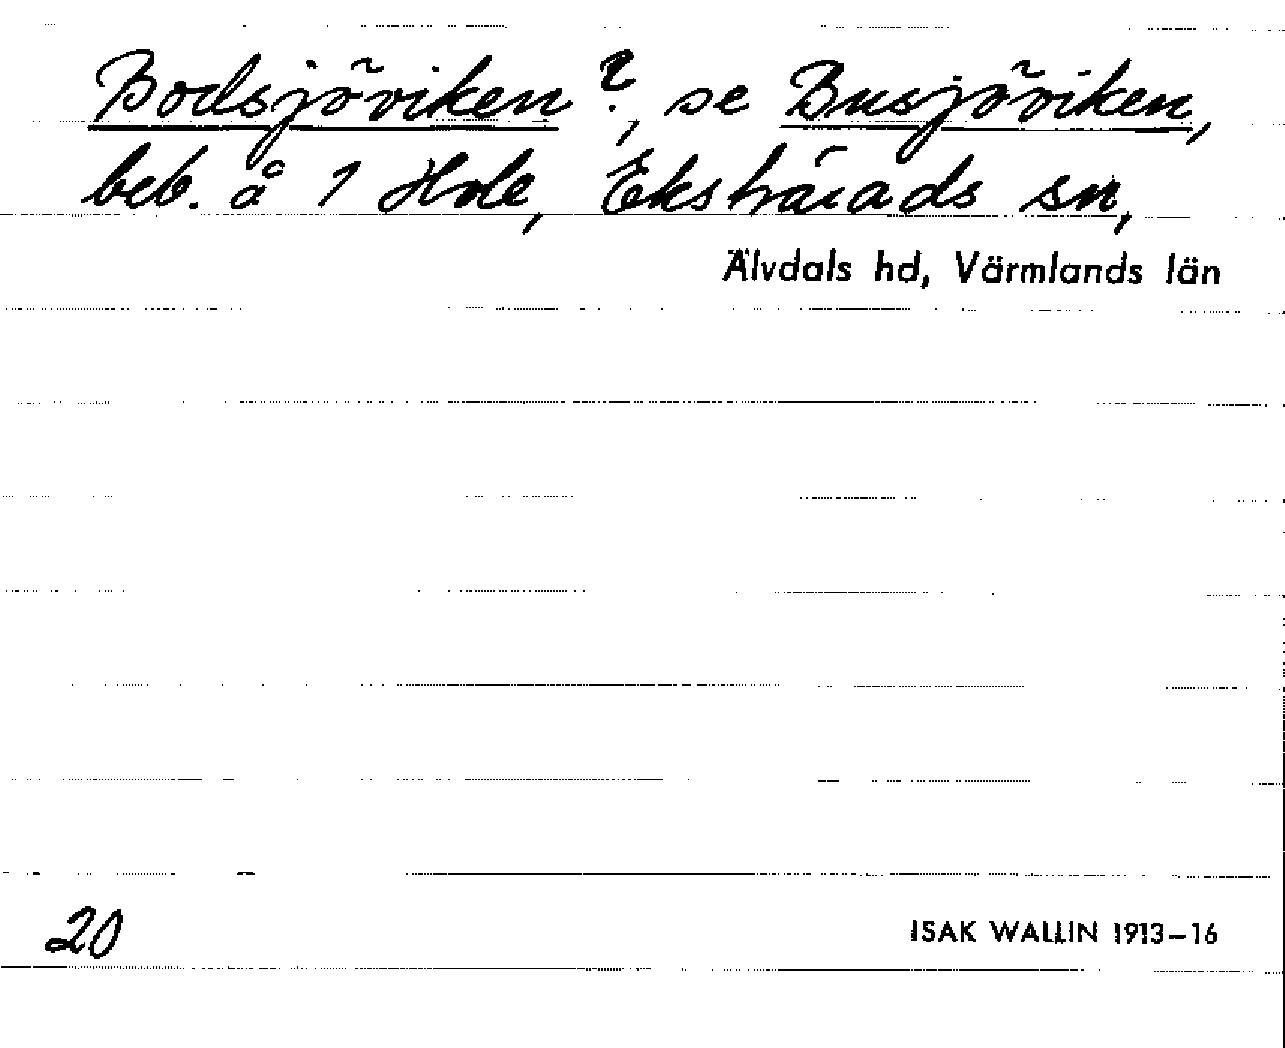 Bodsjöviken?, se Busjöviken,
beb. å 1 Hole, Ekshärads sn,
Älvdals hd, Värmlands län
20
ISAK WALLIN 1913–16